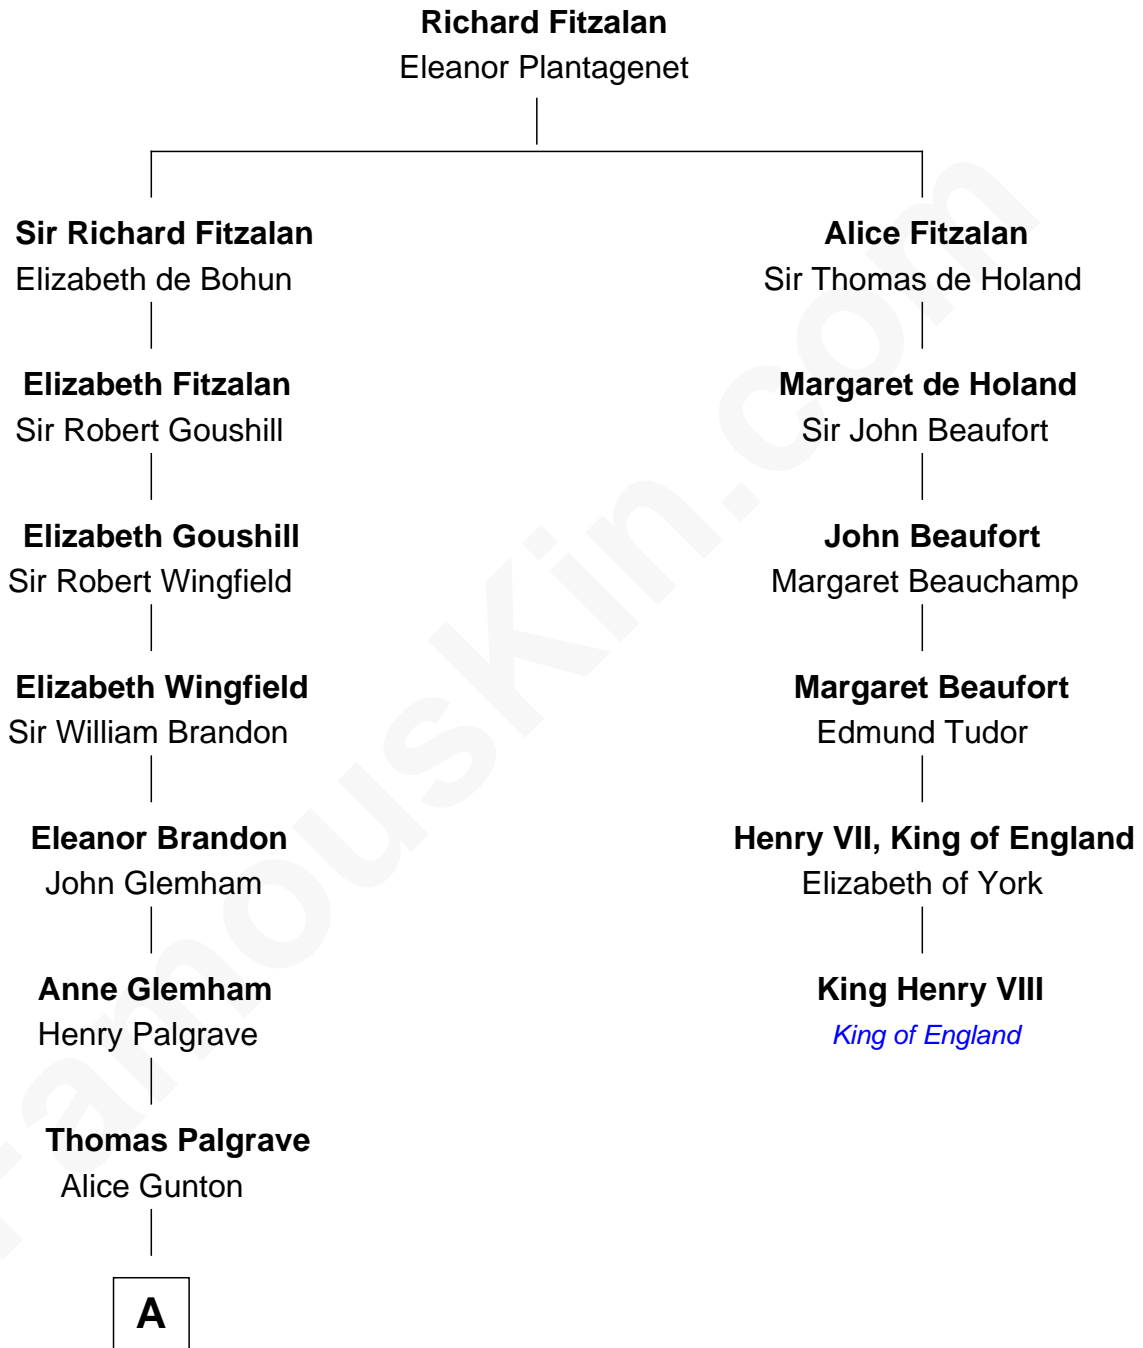 Richard Fitzalan
Eleanor Plantagenet
Sir Richard Fitzalan
Elizabeth de Bohun
Elizabeth Fitzalan
Sir Robert Goushill
Elizabeth Goushill
Sir Robert Wingfield
Elizabeth Wingfield
Sir William Brandon
Eleanor Brandon
John Glemham
Anne Glemham
Henry Palgrave
Thomas Palgrave
Alice Gunton
A
Alice Fitzalan
Sir Thomas de Holand
Margaret de Holand
Sir John Beaufort
John Beaufort
Margaret Beauchamp
Margaret Beaufort
Edmund Tudor
Henry VII, King of England
Elizabeth of York
King Henry VIII
King of England
FamousKin.com